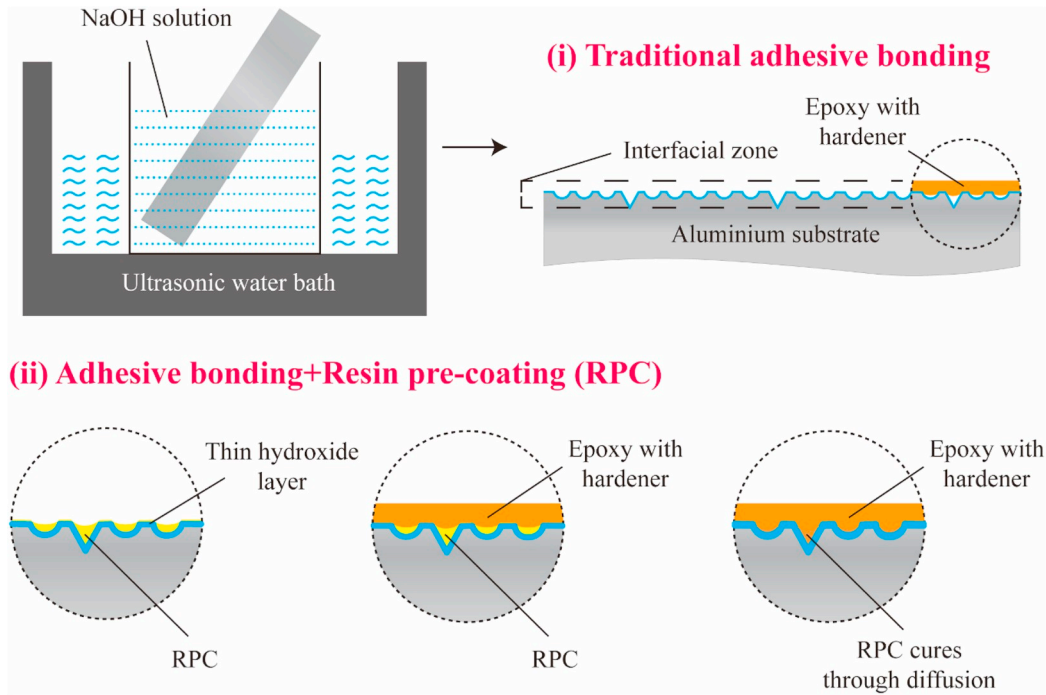 NaOH solution
Ultrasonic water bath
(i) Traditional adhesive bonding
Epoxy with
hardener
Interfacial zone
Aluminium substrate
(ii) Adhesive bonding+Resin pre-coating (RPC)
Thin hydroxide
layer
RPC
Epoxy with
hardener
RPC
Epoxy with
hardener
RPC cures
through diffusion